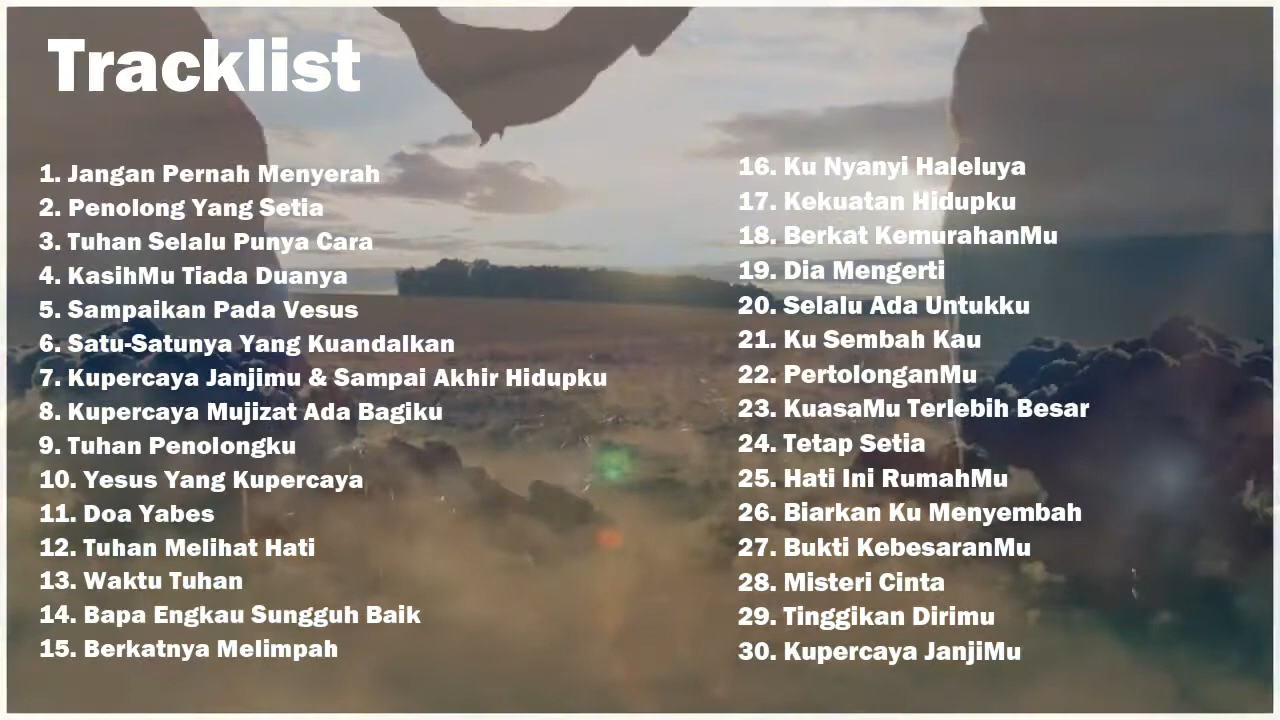 Tracklist
1. Jangan Pernah Menyerah
2. Penolong Yang Setia
3. Tuhan Selalu Punya Cara
4. KasihMu Tiada Duanya
5. Sampaikan Pada Vesus
6. Satu-Satunya Yang Kuandalkan
7. Kupercaya Janjimu & Sampai Akhir Hidupku
8. Kupercaya Mujizat Ada Bagiku
9. Tuhan Penolongku
10. Yesus Yang Kupercaya
11. Doa Yabes
12. Tuhan Melihat Hati
13. Waktu Tuhan
14. Bapa Engkau Sungguh Baik
15. Berkatnya Melimpah
16. Ku Nyanyi Haleluya
17. Kekuatan Hidupku
18. Berkat KemurahanMu
19. Dia Mengerti
20. Selalu Ada Untukku
21. Ku Sembah Kau
22. PertolonganMu
23. KuasaMu Terlebih Besar
24. Tetap Setia
25. Hati Ini RumahMu
26. Biarkan Ku Menyembah
27. Bukti KebesaranMu
28. Misteri Cinta
29. Tinggikan Dirimu
30. Kupercaya JanjiMu